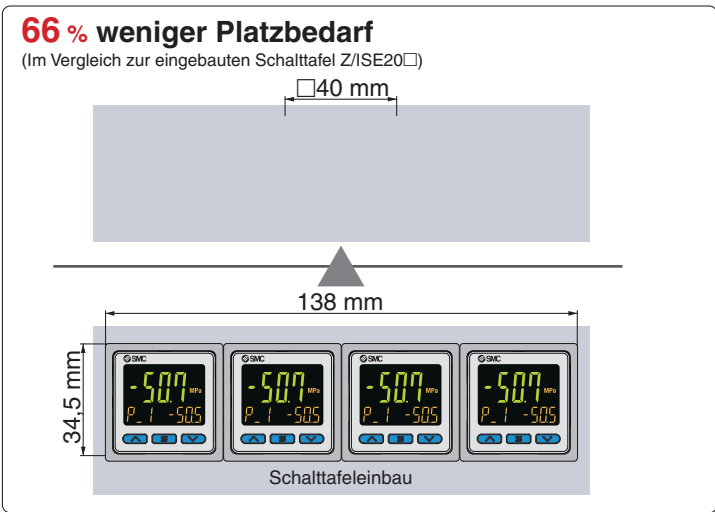 66 % weniger Platzbedarf
(Im Vergleich zur eingebauten Schalttafel Z/ISE20□)
□40 mm
138 mm
34,5 mm
SMC SMC SMC SMC
-50.7 MPa -50.7 MPa -50.7 MPa -50.7 MPa
P_1 -50.5 P_1 -50.5 P_1 -50.5 P_1 -50.5
S S S S
Schalttafeleinbau